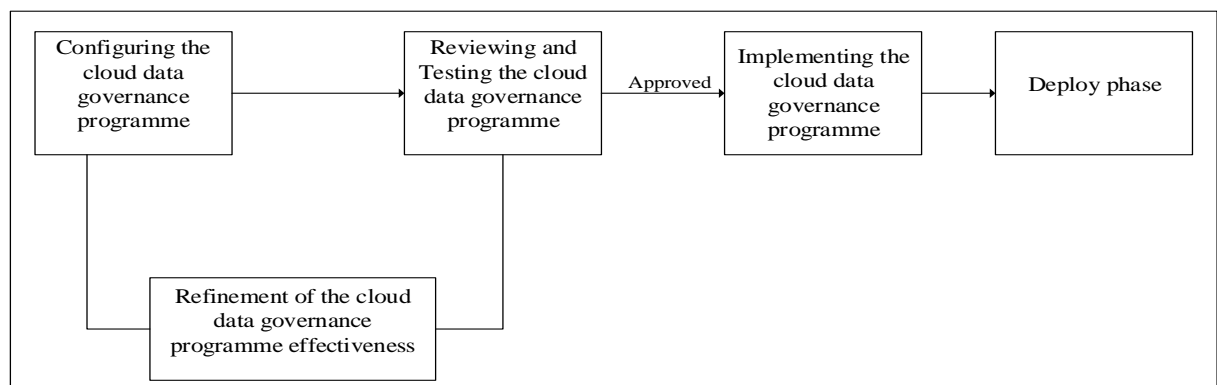 Configuring the
cloud data
governance
programme
Reviewing and
Testing the cloud
data governance
programme
Approved
Implementing the
cloud data
governance
programme
Deploy phase
Refinement of the cloud
data governance
programme effectiveness